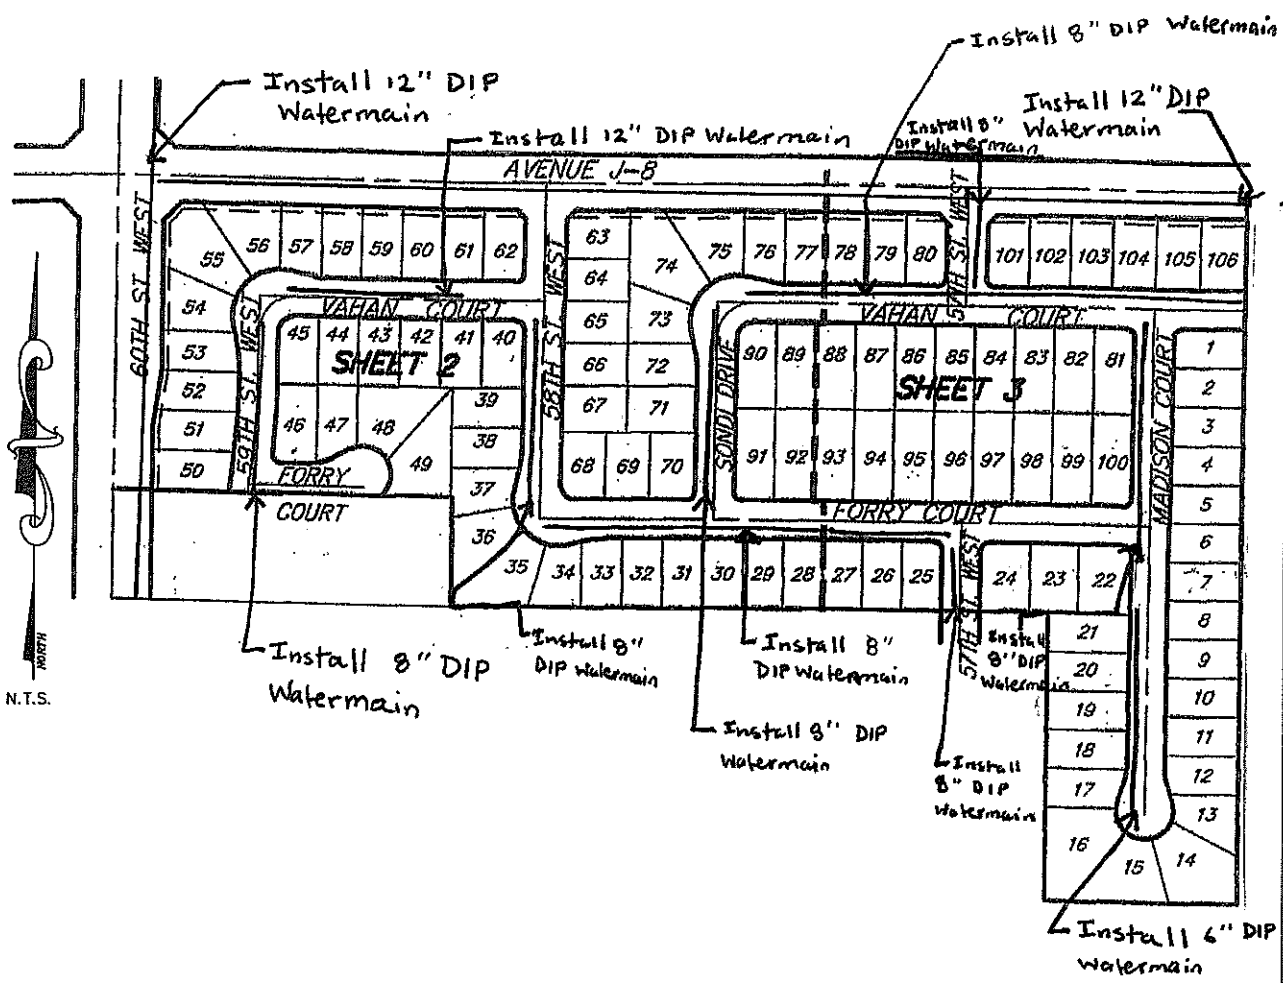 Install 8" DIP Watermain
Install 12" DIP
Watermain
Install 12" DIP
Watermain
Install 12" DIP Watermain
Install 8"
DIP Watermain
AVENUE J-8
60TH ST WEST
55 56 57 58 59 60 61 62
63
64
74 75 76 77 78 79 80
57TH ST. WEST
101 102 103 104 105 106
54
53
52
51
50
59TH ST. WEST
VAHAN COURT
58TH ST WEST
65
66
67
73
72
71
VAHAN COURT
45 44 43 42 41 40
SHEET 2
39
38
37
36
46 47 48
49
FORRY
COURT
68 69 70
SONDI DRIVE
90 89 88 87 86 85 84 83 82 81
SHEET 3
91 92 93 94 95 96 97 98 99 100
FORRY COURT
MADISON COURT
1
2
3
4
5
6
7
8
9
10
11
12
13
14
15
16
35 34 33 32 31 30 29 28 27 26 25
57TH ST WEST
24 23 22
21
20
19
18
17
NORTH
N.T.S.
Install 8" DIP
Watermain
Install 8"
DIP Watermain
Install 8"
DIP Watermain
Install 8"DIP
Watermain
Install 8" DIP
Watermain
Install
8" DIP
Watermain
Install 6" DIP
Watermain